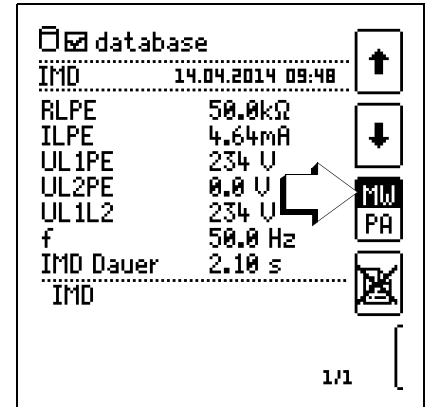 database
IMD 14.04.2014 09:48
RLPE 50.0kΩ
ILPE 4.64mA
UL1PE 234 V
UL2PE 0.0 V
UL1L2 234 V
f 50.0 Hz
IMD Dauer 2.10 s
IMD
MW
PA
1/1